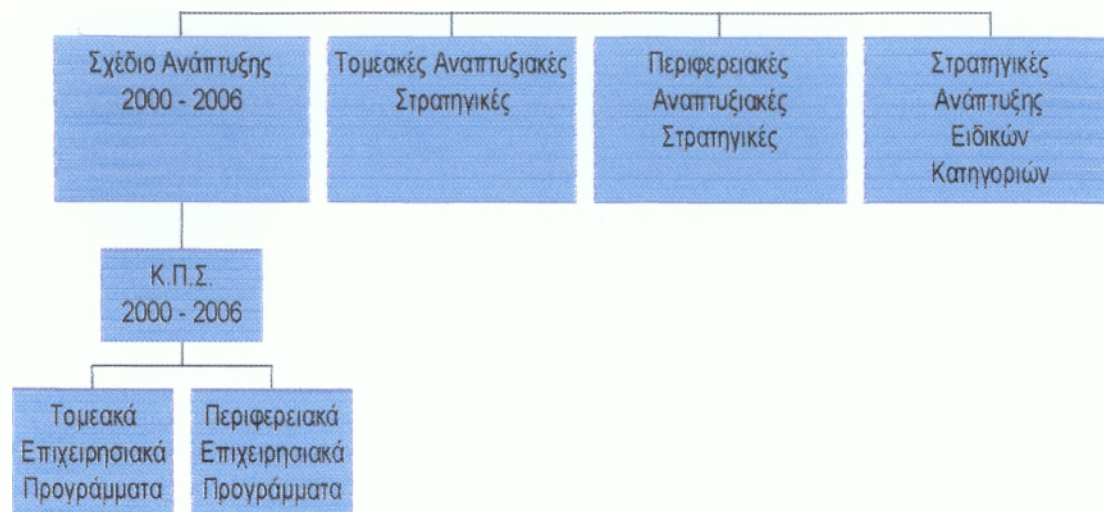 Σχέδιο Ανάπτυξης
2000 - 2006
Τομεακές Αναπτυξιακές
Στρατηγικές
Περιφερειακές
Αναπτυξιακές
Στρατηγικές
Στρατηγικές
Ανάπτυξης
Ειδικών
Κατηγοριών
Κ.Π.Σ.
2000 - 2006
Τομεακά
Επιχειρησιακά
Προγράμματα
Περιφερειακά
Επιχειρησιακά
Προγράμματα